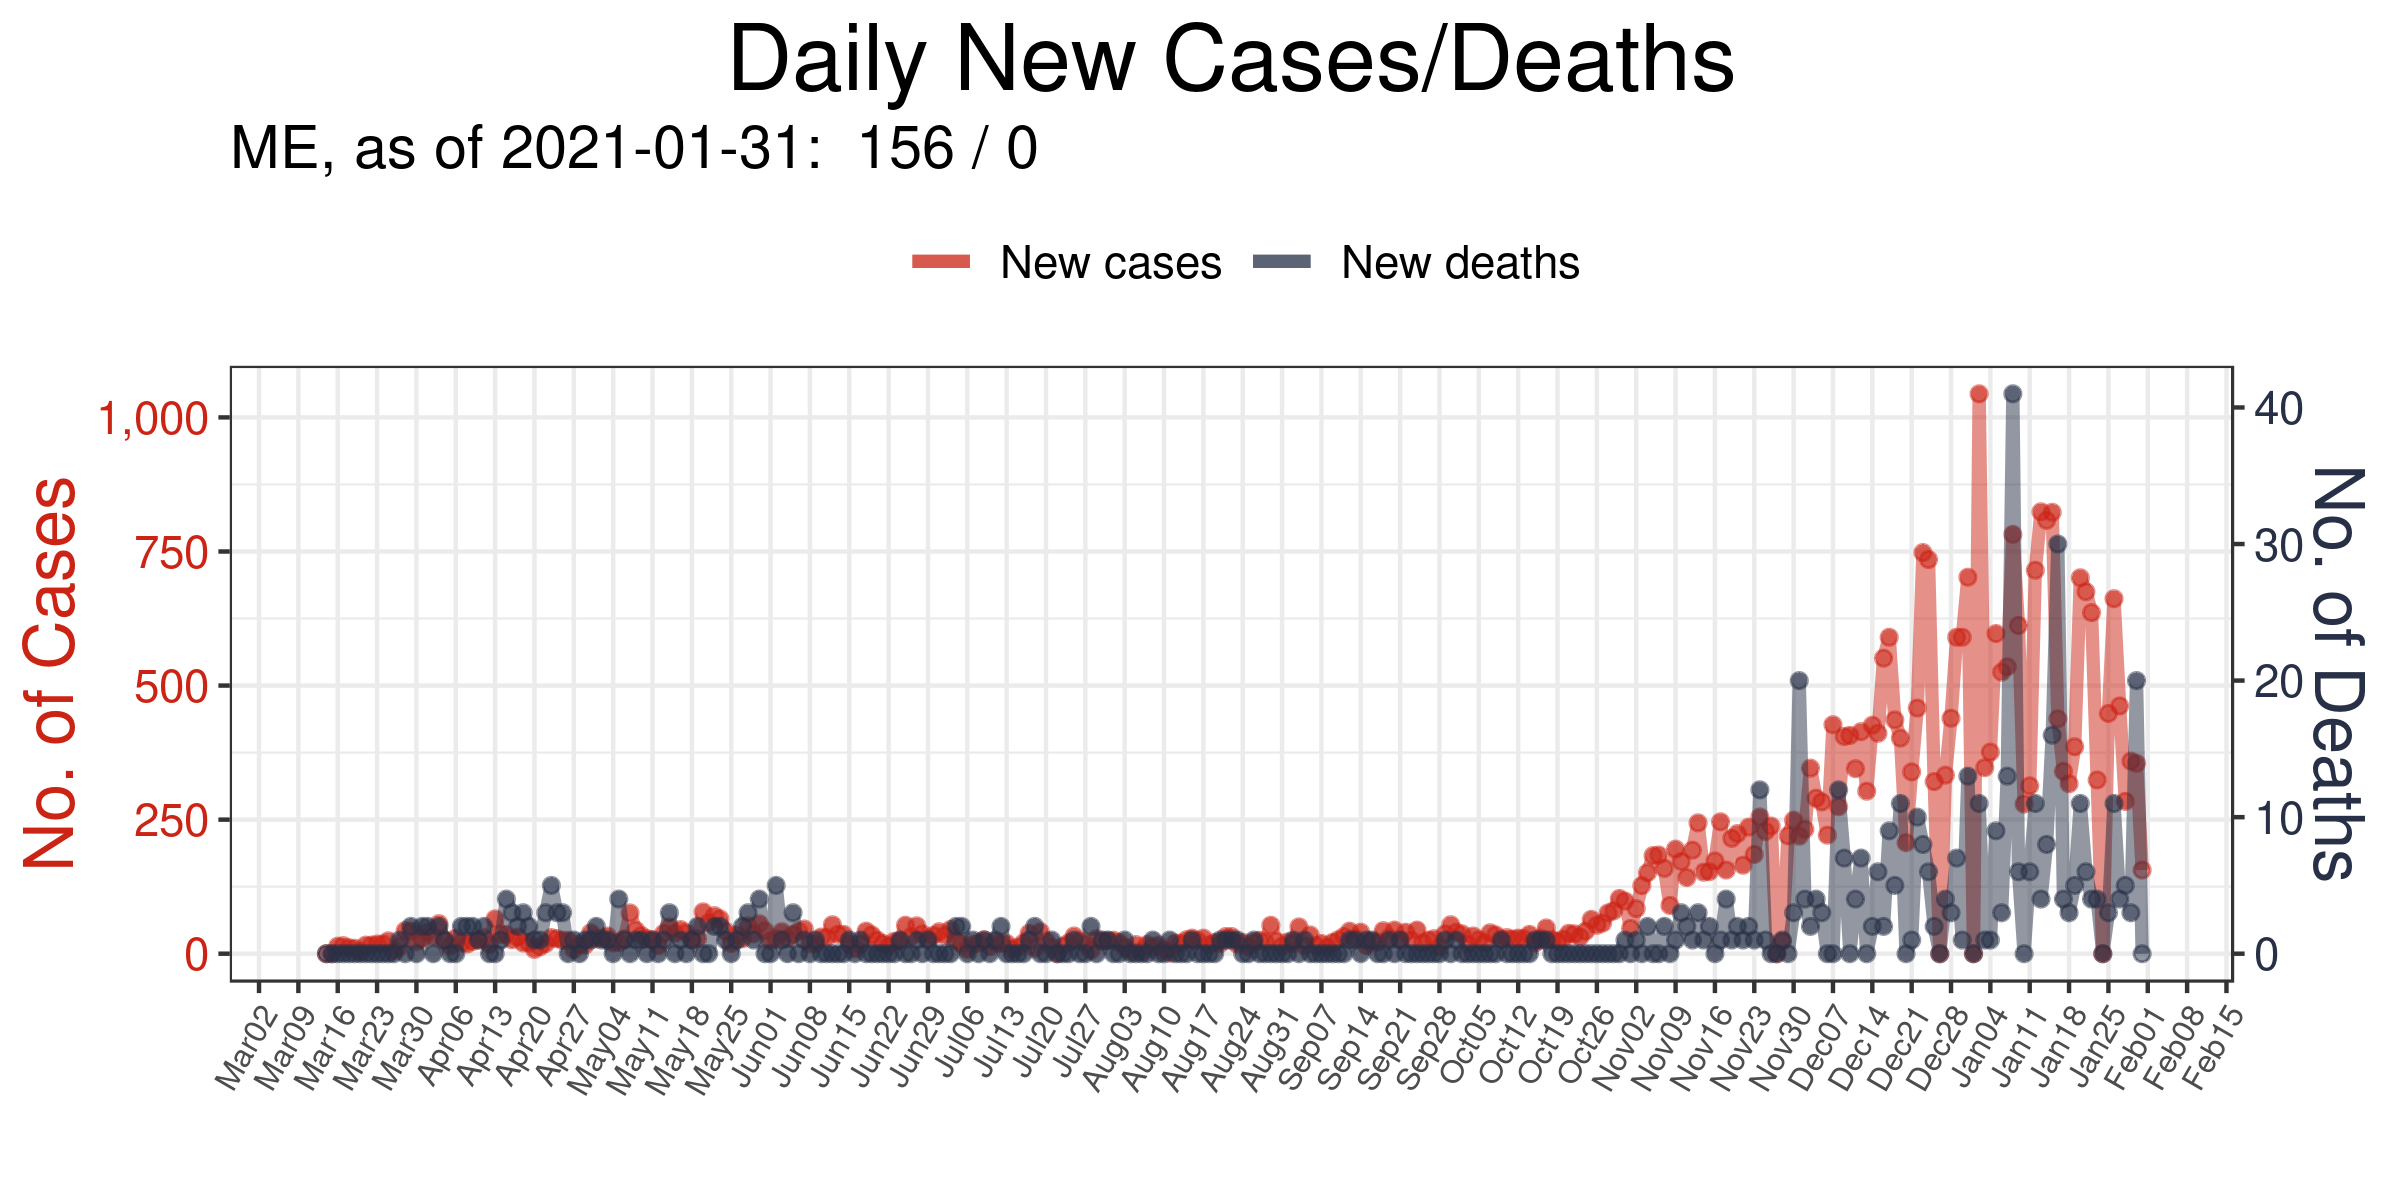 Daily New Cases/Deaths
ME, as of 2021-01-31:  156 / 0
New cases
New deaths
No. of Cases
1,000
750
500
250
0
40
30
20
10
0
No. of Deaths
Mar02
Mar09
Mar16
Mar23
Mar30
Apr06
Apr13
Apr20
Apr27
May04
May11
May18
May25
Jun01
Jun08
Jun15
Jun22
Jun29
Jul06
Jul13
Jul20
Jul27
Aug03
Aug10
Aug17
Aug24
Aug31
Sep07
Sep14
Sep21
Sep28
Oct05
Oct12
Oct19
Oct26
Nov02
Nov09
Nov16
Nov23
Nov30
Dec07
Dec14
Dec21
Dec28
Dec04
Jan11
Jan18
Jan25
Feb01
Feb08
Feb15